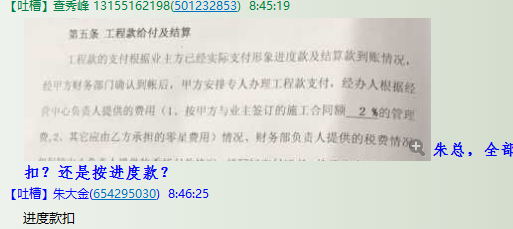 【吐槽】查秀峰 13155162198(501232853) 8:45:19
第五条 工程款给付及结算
工程款的支付根据业主方已经实际支付形象进度款及结算款到账情况,
经甲方财务部门确认到帐后,甲方安排专人办理工程款支付,经办人根据经
营中心负责人提供的费用(1、按甲方与业主签订的施工合同额 2 %的管理
费,2、其它应由乙方承担的零星费用)情况、财务部负责人提供的税费情况
朱总,全部
扣?还是按进度款?
【吐槽】朱大金(654295030) 8:46:25
进度款扣